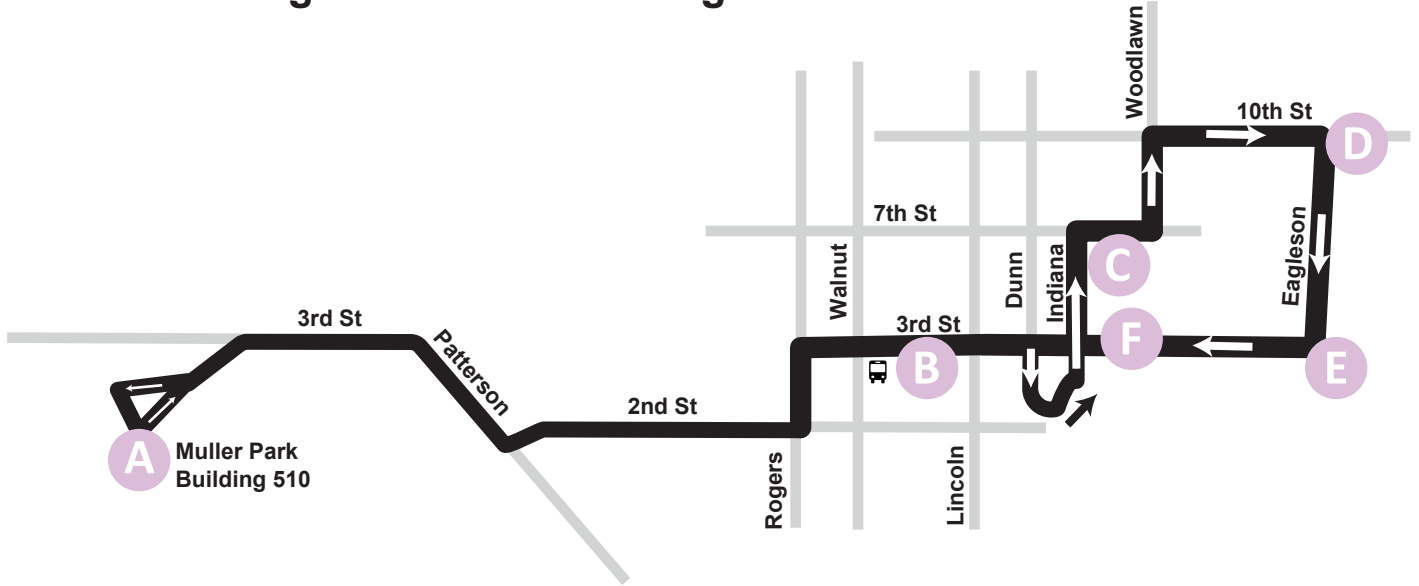 Woodlawn
10th St
D
7th St
Walnut
Dunn
Indiana
C
Eagleson
3rd St
Patterson
3rd St
F
B
E
2nd St
A
Muller Park
Building 510
Rogers
Lincoln